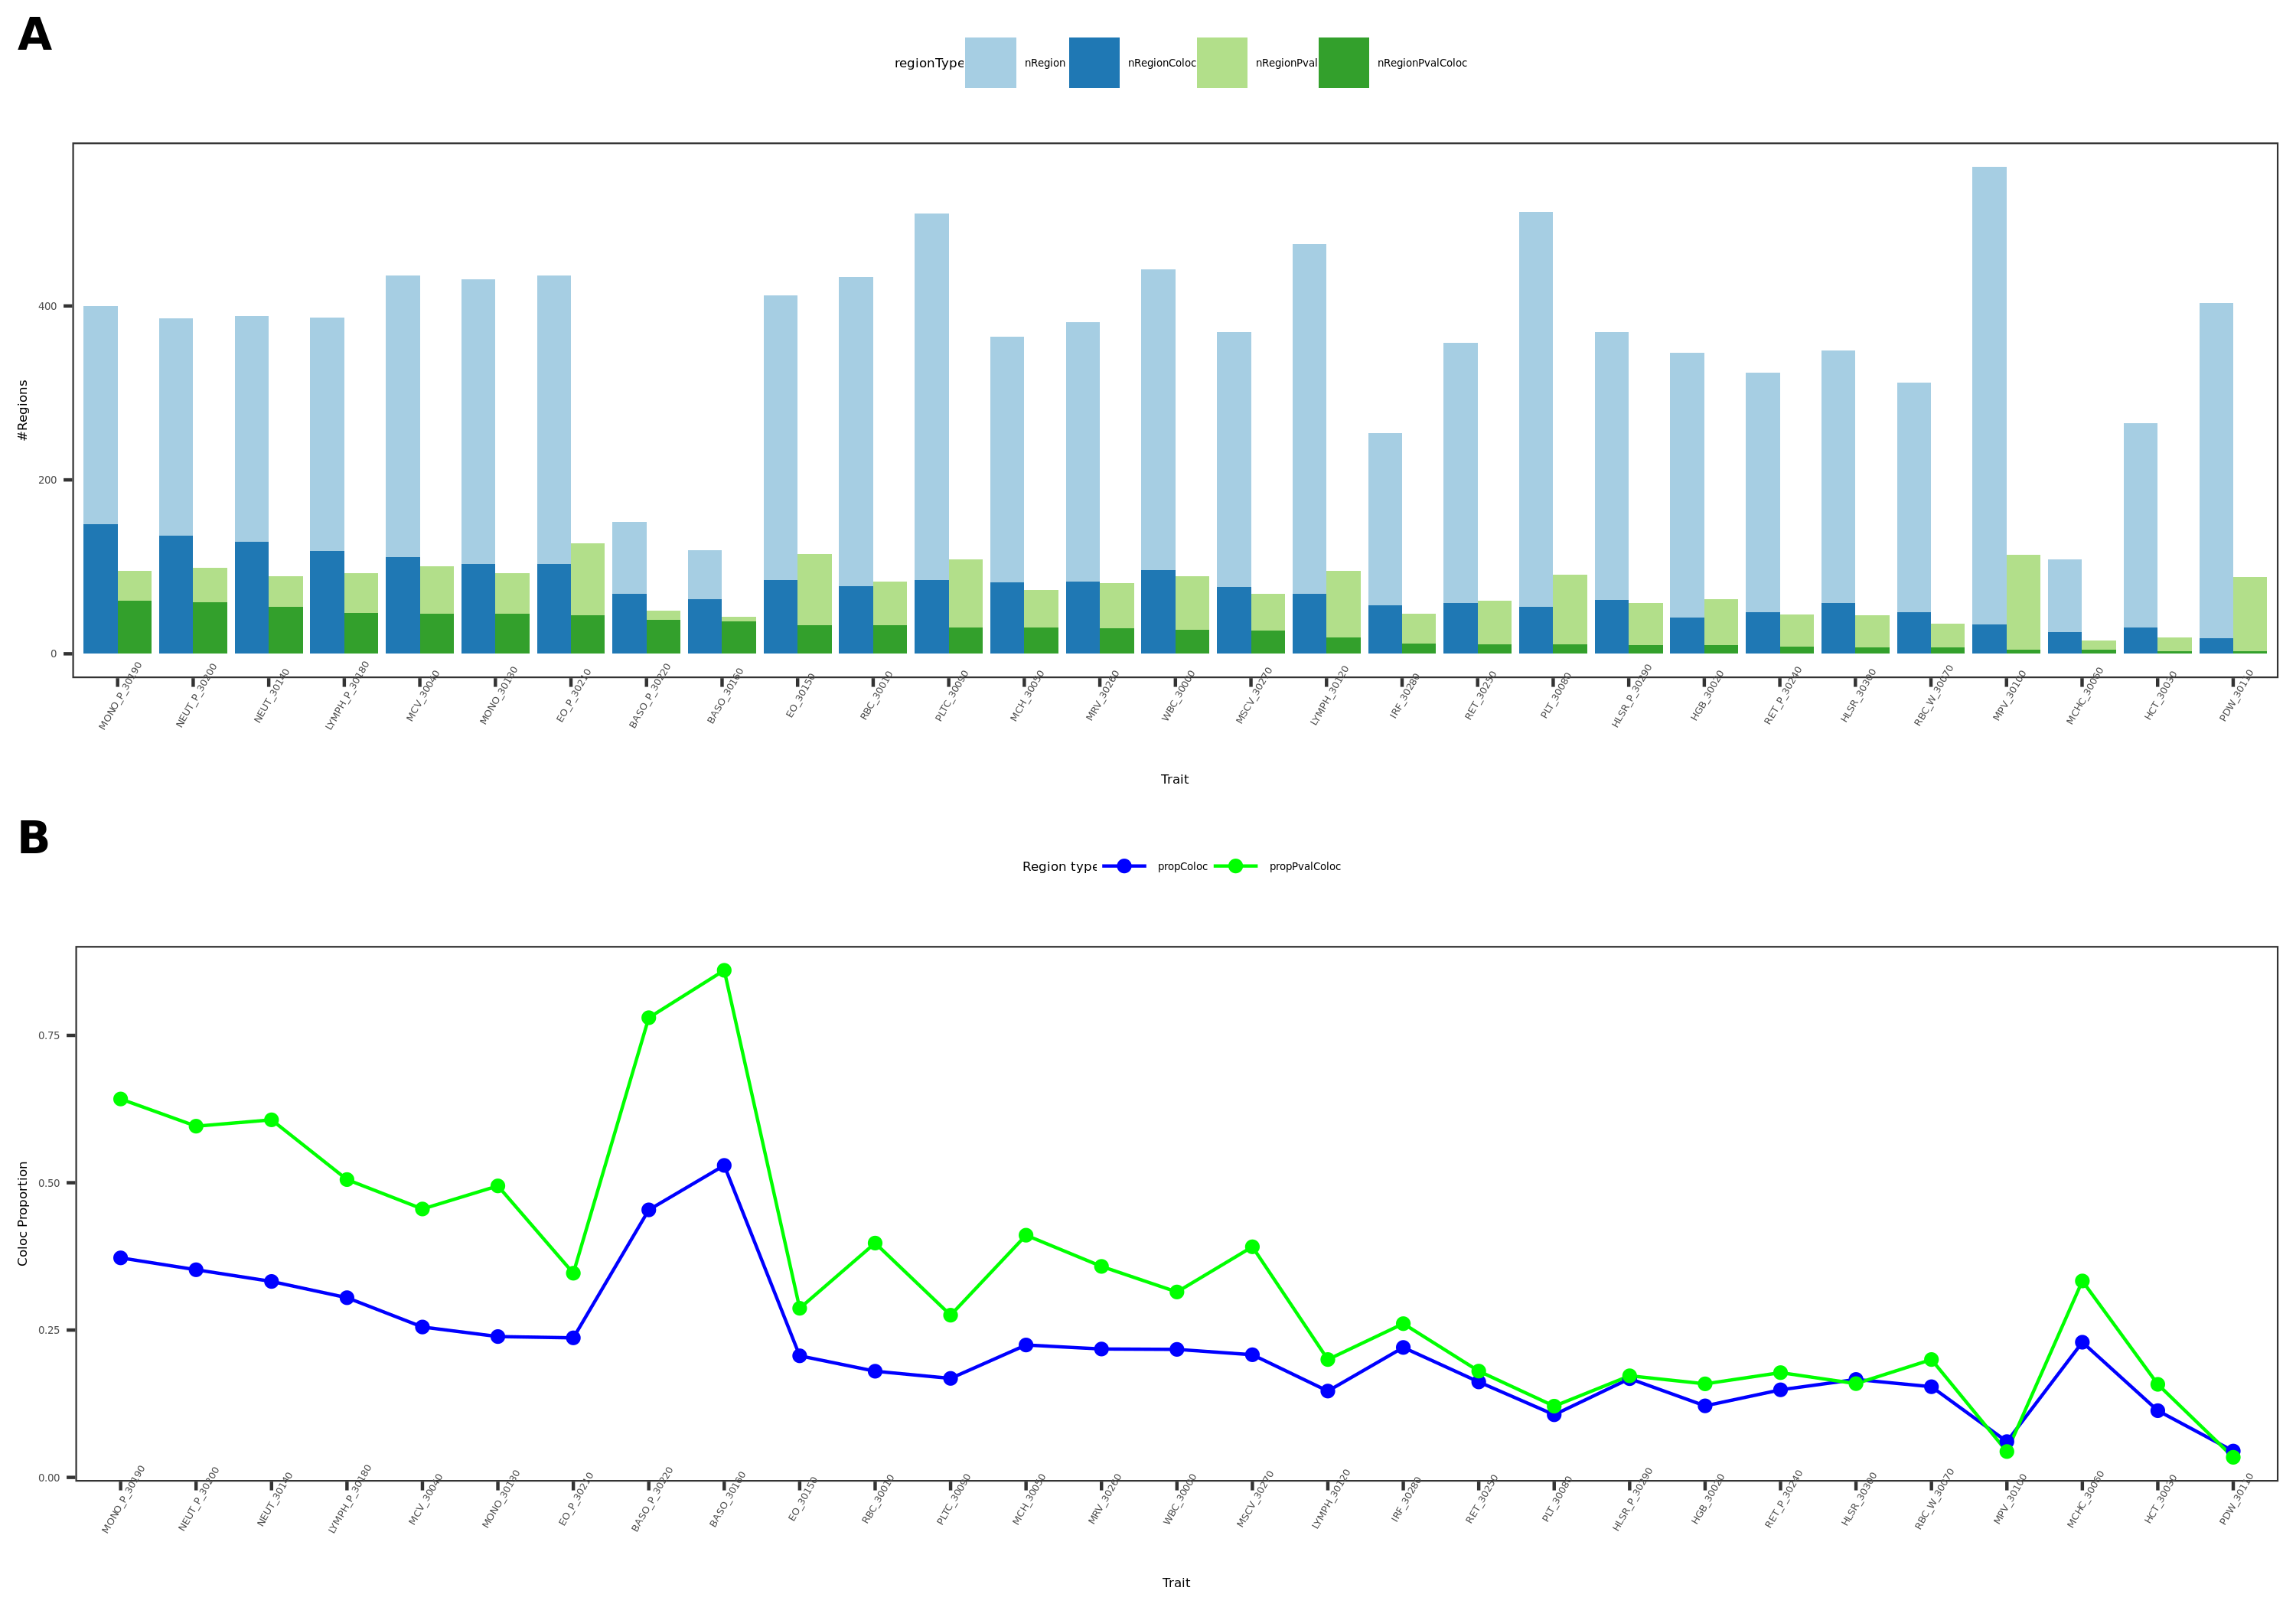 A
regionType nRegion nRegionColoc nRegionPval nRegionPvalColoc
#Regions
400
200
0
MONO_P_30190 NEUT_P_30200 NEUT_30140 LYMPH_P_30180 MCV_30040 MONO_30130 EO_P_30210 BASO_P_30220 BASO_30160 EO_30150 RBC_30010 PLTC_30090 MCH_30050 MRV_30260 WBC_30000 MSCV_30270 LYMPH_30120 IRF_30280 RET_30250 PLT_30080 HLSR_P_30290 HGB_30020 RET_P_30240 HLSR_30300 RBC_W_30070 MPV_30100 MCHC_30060 HCT_30030 PDW_30110
Trait
B
Region type propColoc propPvalColoc
Coloc Proportion
0.75
0.50
0.25
0.00
MONO_P_30190 NEUT_P_30200 NEUT_30140 LYMPH_P_30180 MCV_30040 MONO_30130 EO_P_30210 BASO_P_30220 BASO_30160 EO_30150 RBC_30010 PLTC_30090 MCH_30050 MRV_30260 WBC_30000 MSCV_30270 LYMPH_30120 IRF_30280 RET_30250 PLT_30080 HLSR_P_30290 HGB_30020 RET_P_30240 HLSR_30300 RBC_W_30070 MPV_30100 MCHC_30060 HCT_30030 PDW_30110
Trait